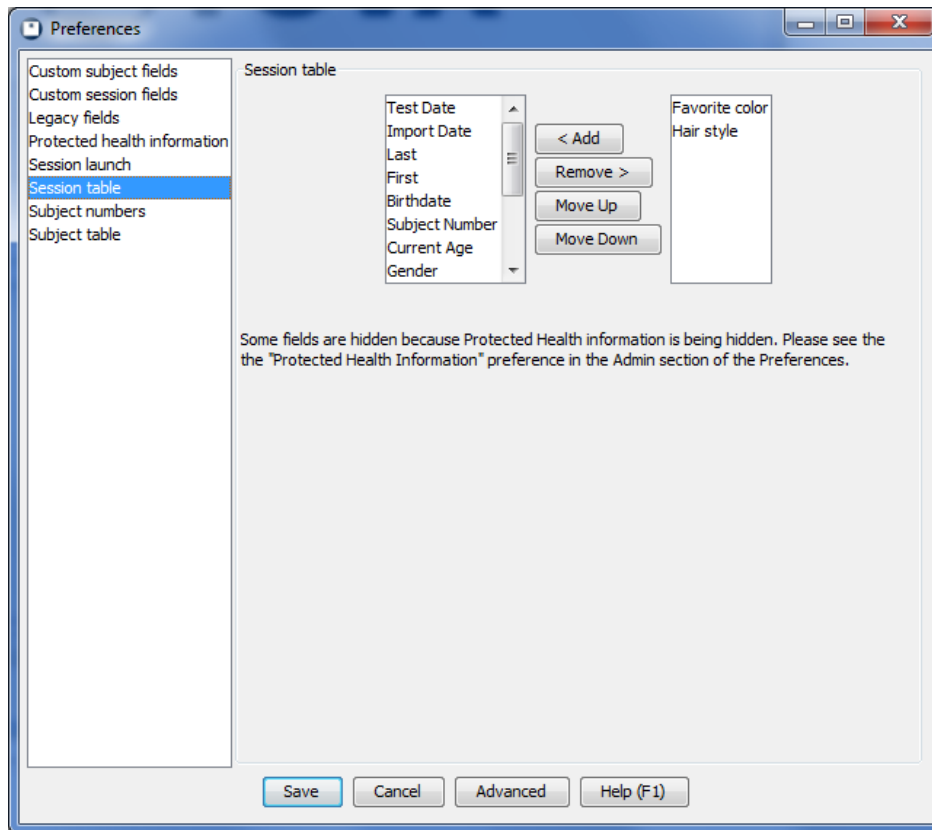 Preferences
Custom subject fields
Custom session fields
Legacy fields
Protected health information
Session launch
Session table
Subject numbers
Subject table
Session table
Test Date
Import Date
Last
First
Birthdate
Subject Number
Current Age
Gender
< Add
Remove >
Move Up
Move Down
Favorite color
Hair style
Some fields are hidden because Protected Health information is being hidden. Please see the
the "Protected Health Information" preference in the Admin section of the Preferences.
Save
Cancel
Advanced
Help (F1)